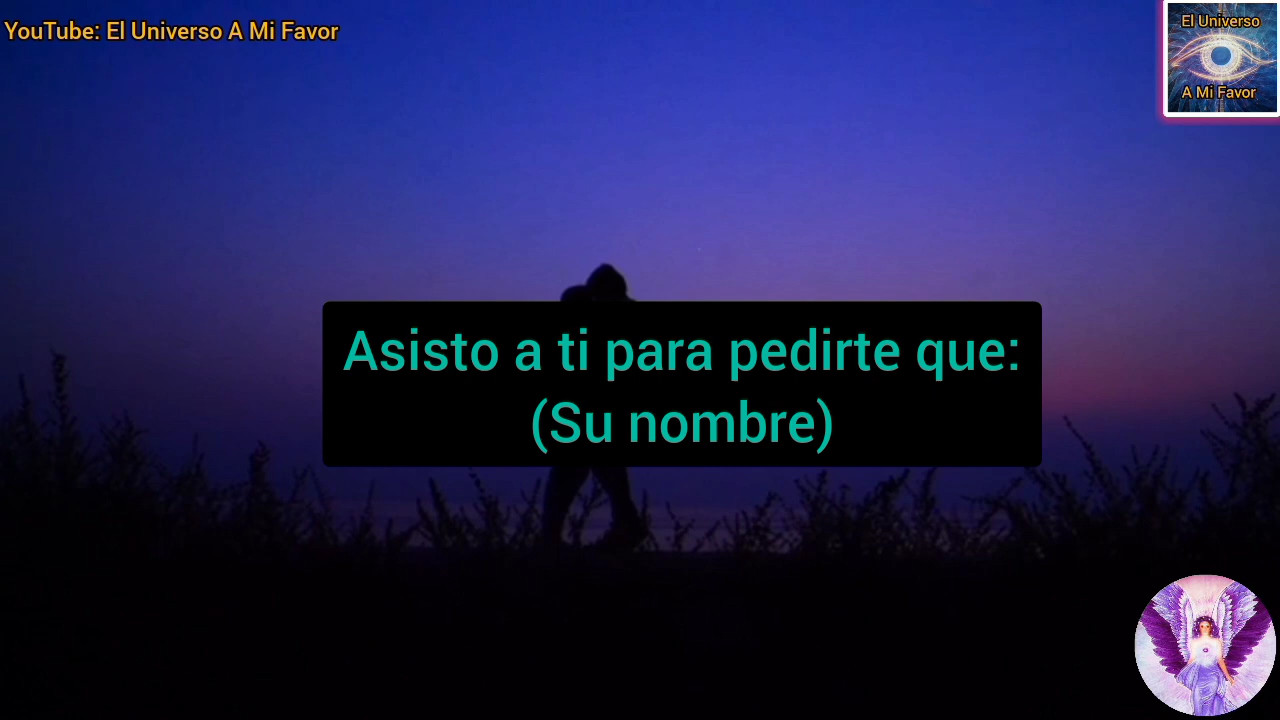 YouTube: El Universo A Mi Favor
El Universo
A Mi Favor
Asisto a ti para pedirte que:
(Su nombre)